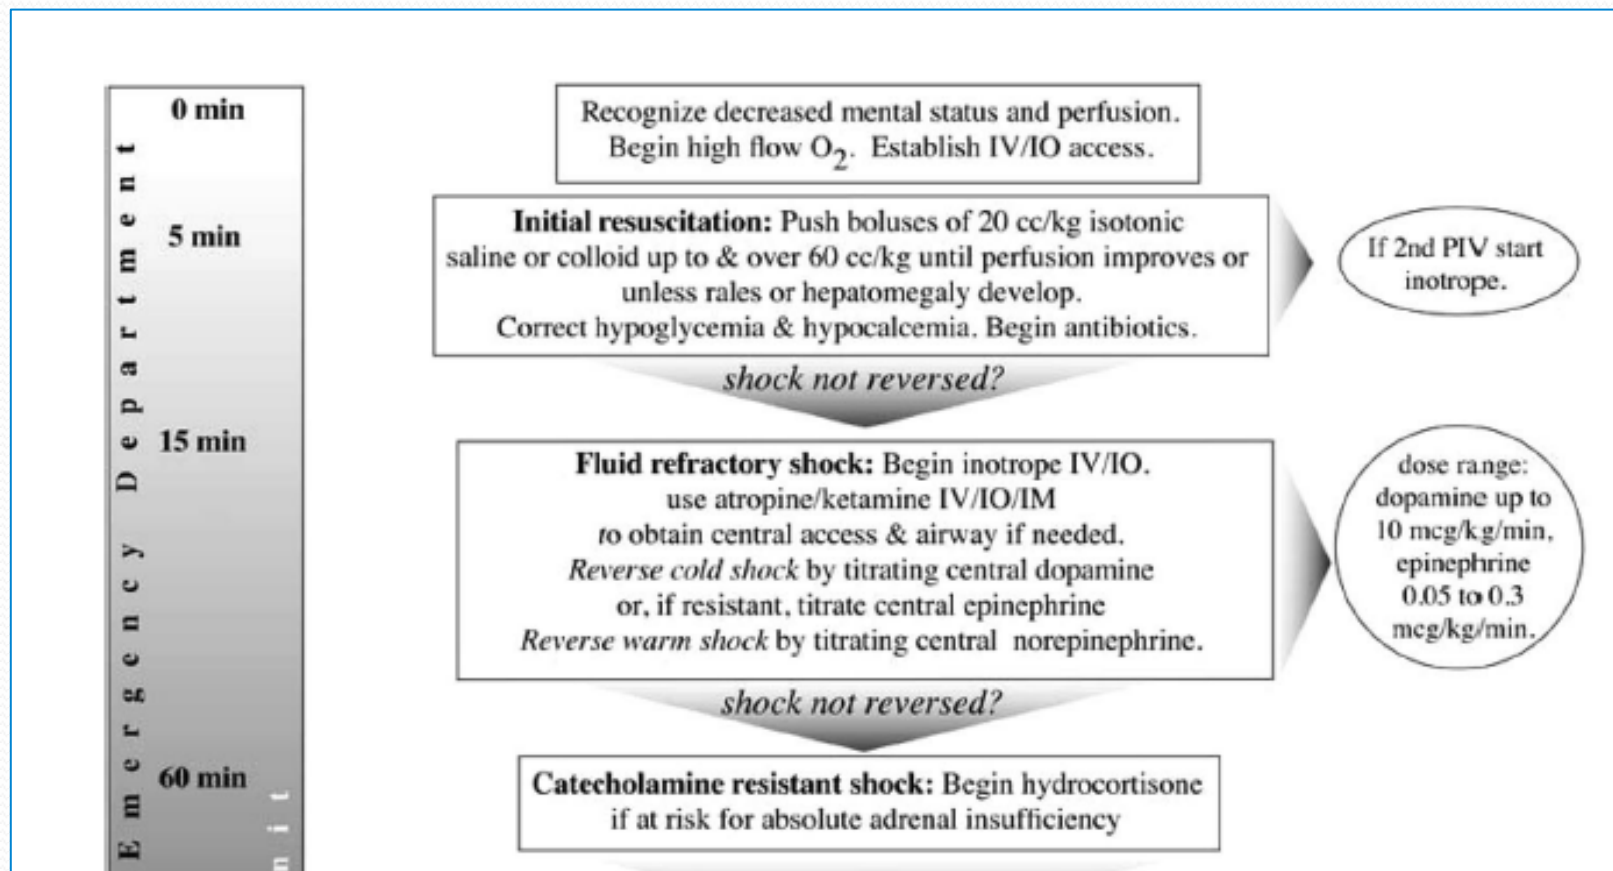 0 min
Recognize decreased mental status and perfusion.
Begin high flow O2. Establish IV/IO access.
5 min
Initial resuscitation: Push boluses of 20 cc/kg isotonic
saline or colloid up to & over 60 cc/kg until perfusion improves or
unless rales or hepatomegaly develop.
Correct hypoglycemia & hypocalcemia. Begin antibiotics.
If 2nd PIV start
inotrope.
shock not reversed?
15 min
Fluid refractory shock: Begin inotrope IV/IO.
use atropine/ketamine IV/IO/IM
to obtain central access & airway if needed.
Reverse cold shock by titrating central dopamine
or, if resistant, titrate central epinephrine
Reverse warm shock by titrating central norepinephrine.
dose range:
dopamine up to
10 mcg/kg/min,
epinephrine
0.05 to 0.3
mcg/kg/min.
shock not reversed?
60 min
Catecholamine resistant shock: Begin hydrocortisone
if at risk for absolute adrenal insufficiency
Emergency Department
nit